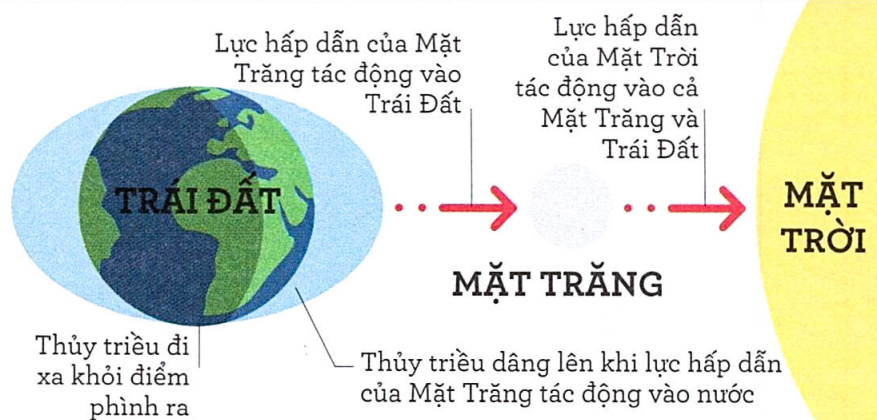 Lực hấp dẫn của Mặt
Trăng tác động vào
Trái Đất
Lực hấp dẫn
của Mặt Trời
tác động vào cả
Mặt Trăng và
Trái Đất
TRÁI ĐẤT
MẶT TRĂNG
MẶT
TRỜI
Thủy triều đi
xa khỏi điểm
phình ra
Thủy triều dâng lên khi lực hấp dẫn
của Mặt Trăng tác động vào nước